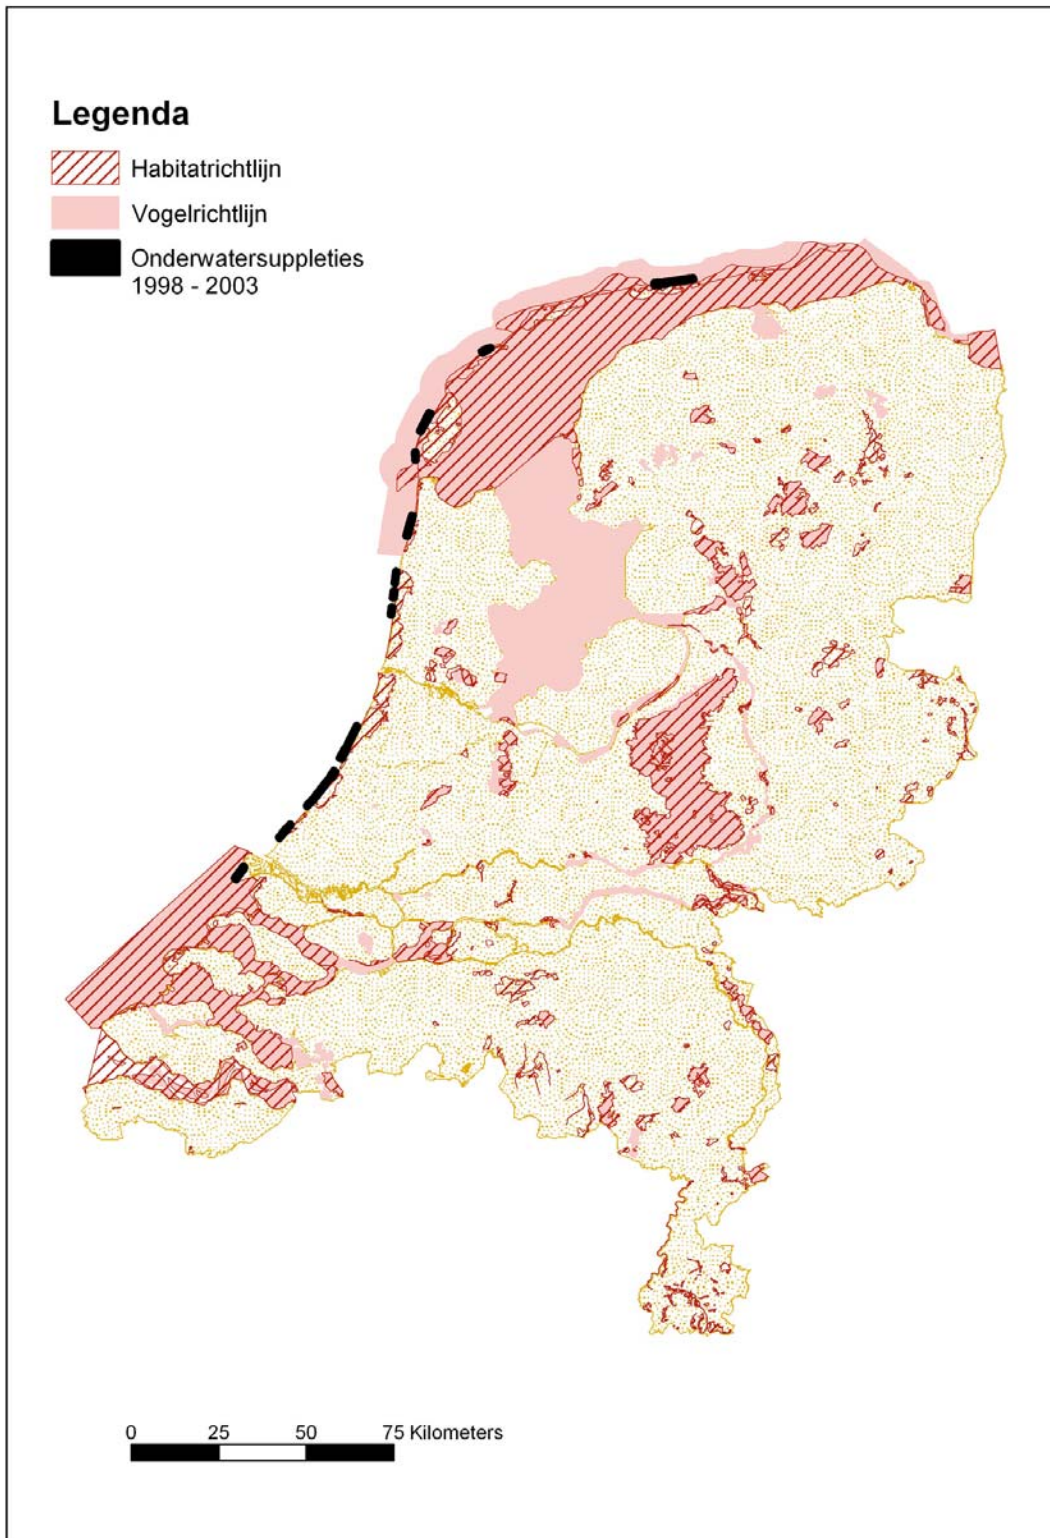 Legenda
Habitatrichtlijn
Vogelrichtlijn
Onderwatersuppleties
1998 - 2003
0 25 50 75 Kilometers